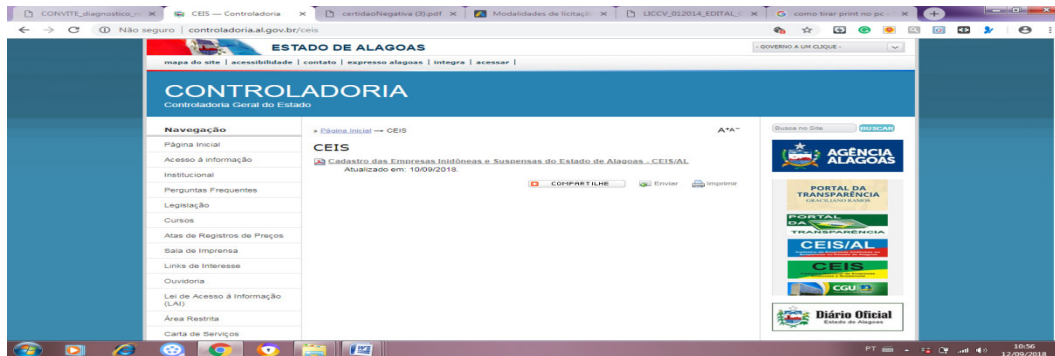 CONVITE_diagnostico_r
CEIS — Controladoria
certidaoNegativa (3).pdf
Modalidades de licitaçã
LICCV_012014_EDITAL_C
como tirar print no pc -
Não seguro | controladoria.al.gov.br/ceis
ESTADO DE ALAGOAS
- GOVERNO A UM CLIQUE -
mapa do site | acessibilidade | contato | expresso alagoas | integra | acessar |
CONTROLADORIA
Controladoria Geral do Estado
Navegação
Página Inicial
Acesso à informação
Institucional
Perguntas Frequentes
Legislação
Cursos
Atas de Registros de Preços
Sala de Imprensa
Links de Interesse
Ouvidoria
Lei de Acesso á Informação
(LAI)
Área Restrita
Carta de Serviços
» Página Inicial → CEIS
A+A-
CEIS
Cadastro das Empresas Inidôneas e Suspensas do Estado de Alagoas - CEIS/AL
Atualizado em: 10/09/2018.
COMPARTILHE
Enviar
Imprimir
Busca no Site
BUSCAR
AGÊNCIA
ALAGOAS
PORTAL DA
TRANSPARÊNCIA
GRACILIANO RAMOS
PORTAL
DA
TRANSPARÊNCIA
CEIS/AL
CEIS
CGU
Diário Oficial
Estado de Alagoas
PT
10:56
12/09/2018